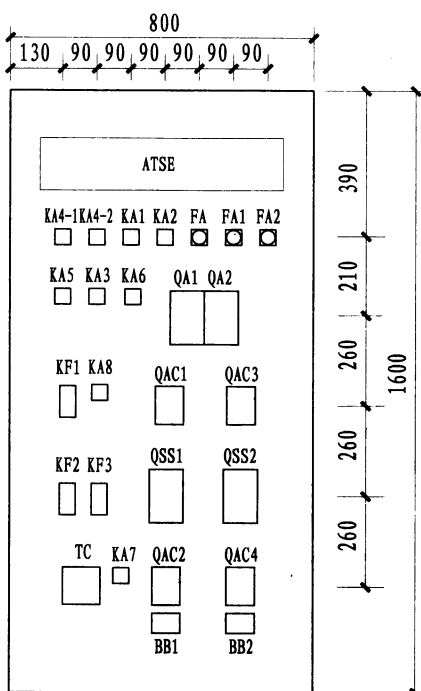 800
130 90 90 90 90 90 90
ATSE
390
KA4-1 KA4-2 KA1 KA2 FA FA1 FA2
KA5 KA3 KA6 QA1 QA2
210
KF1 KA8 QAC1 QAC3
260
1600
KF2 KF3 QSS1 QSS2
260
TC KA7 QAC2 QAC4
260
BB1 BB2